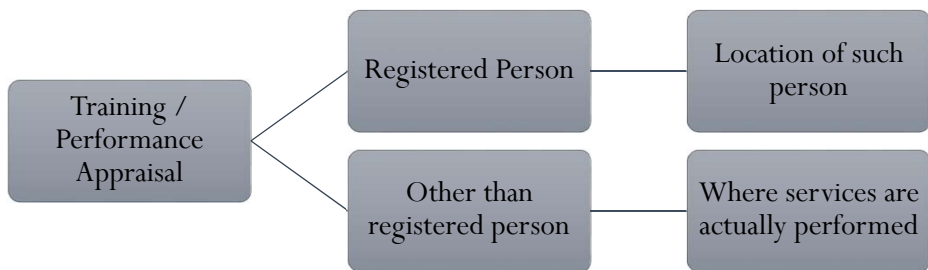 Training /
Performance
Appraisal
Registered Person
Location of such
person
Other than
registered person
Where services are
actually performed